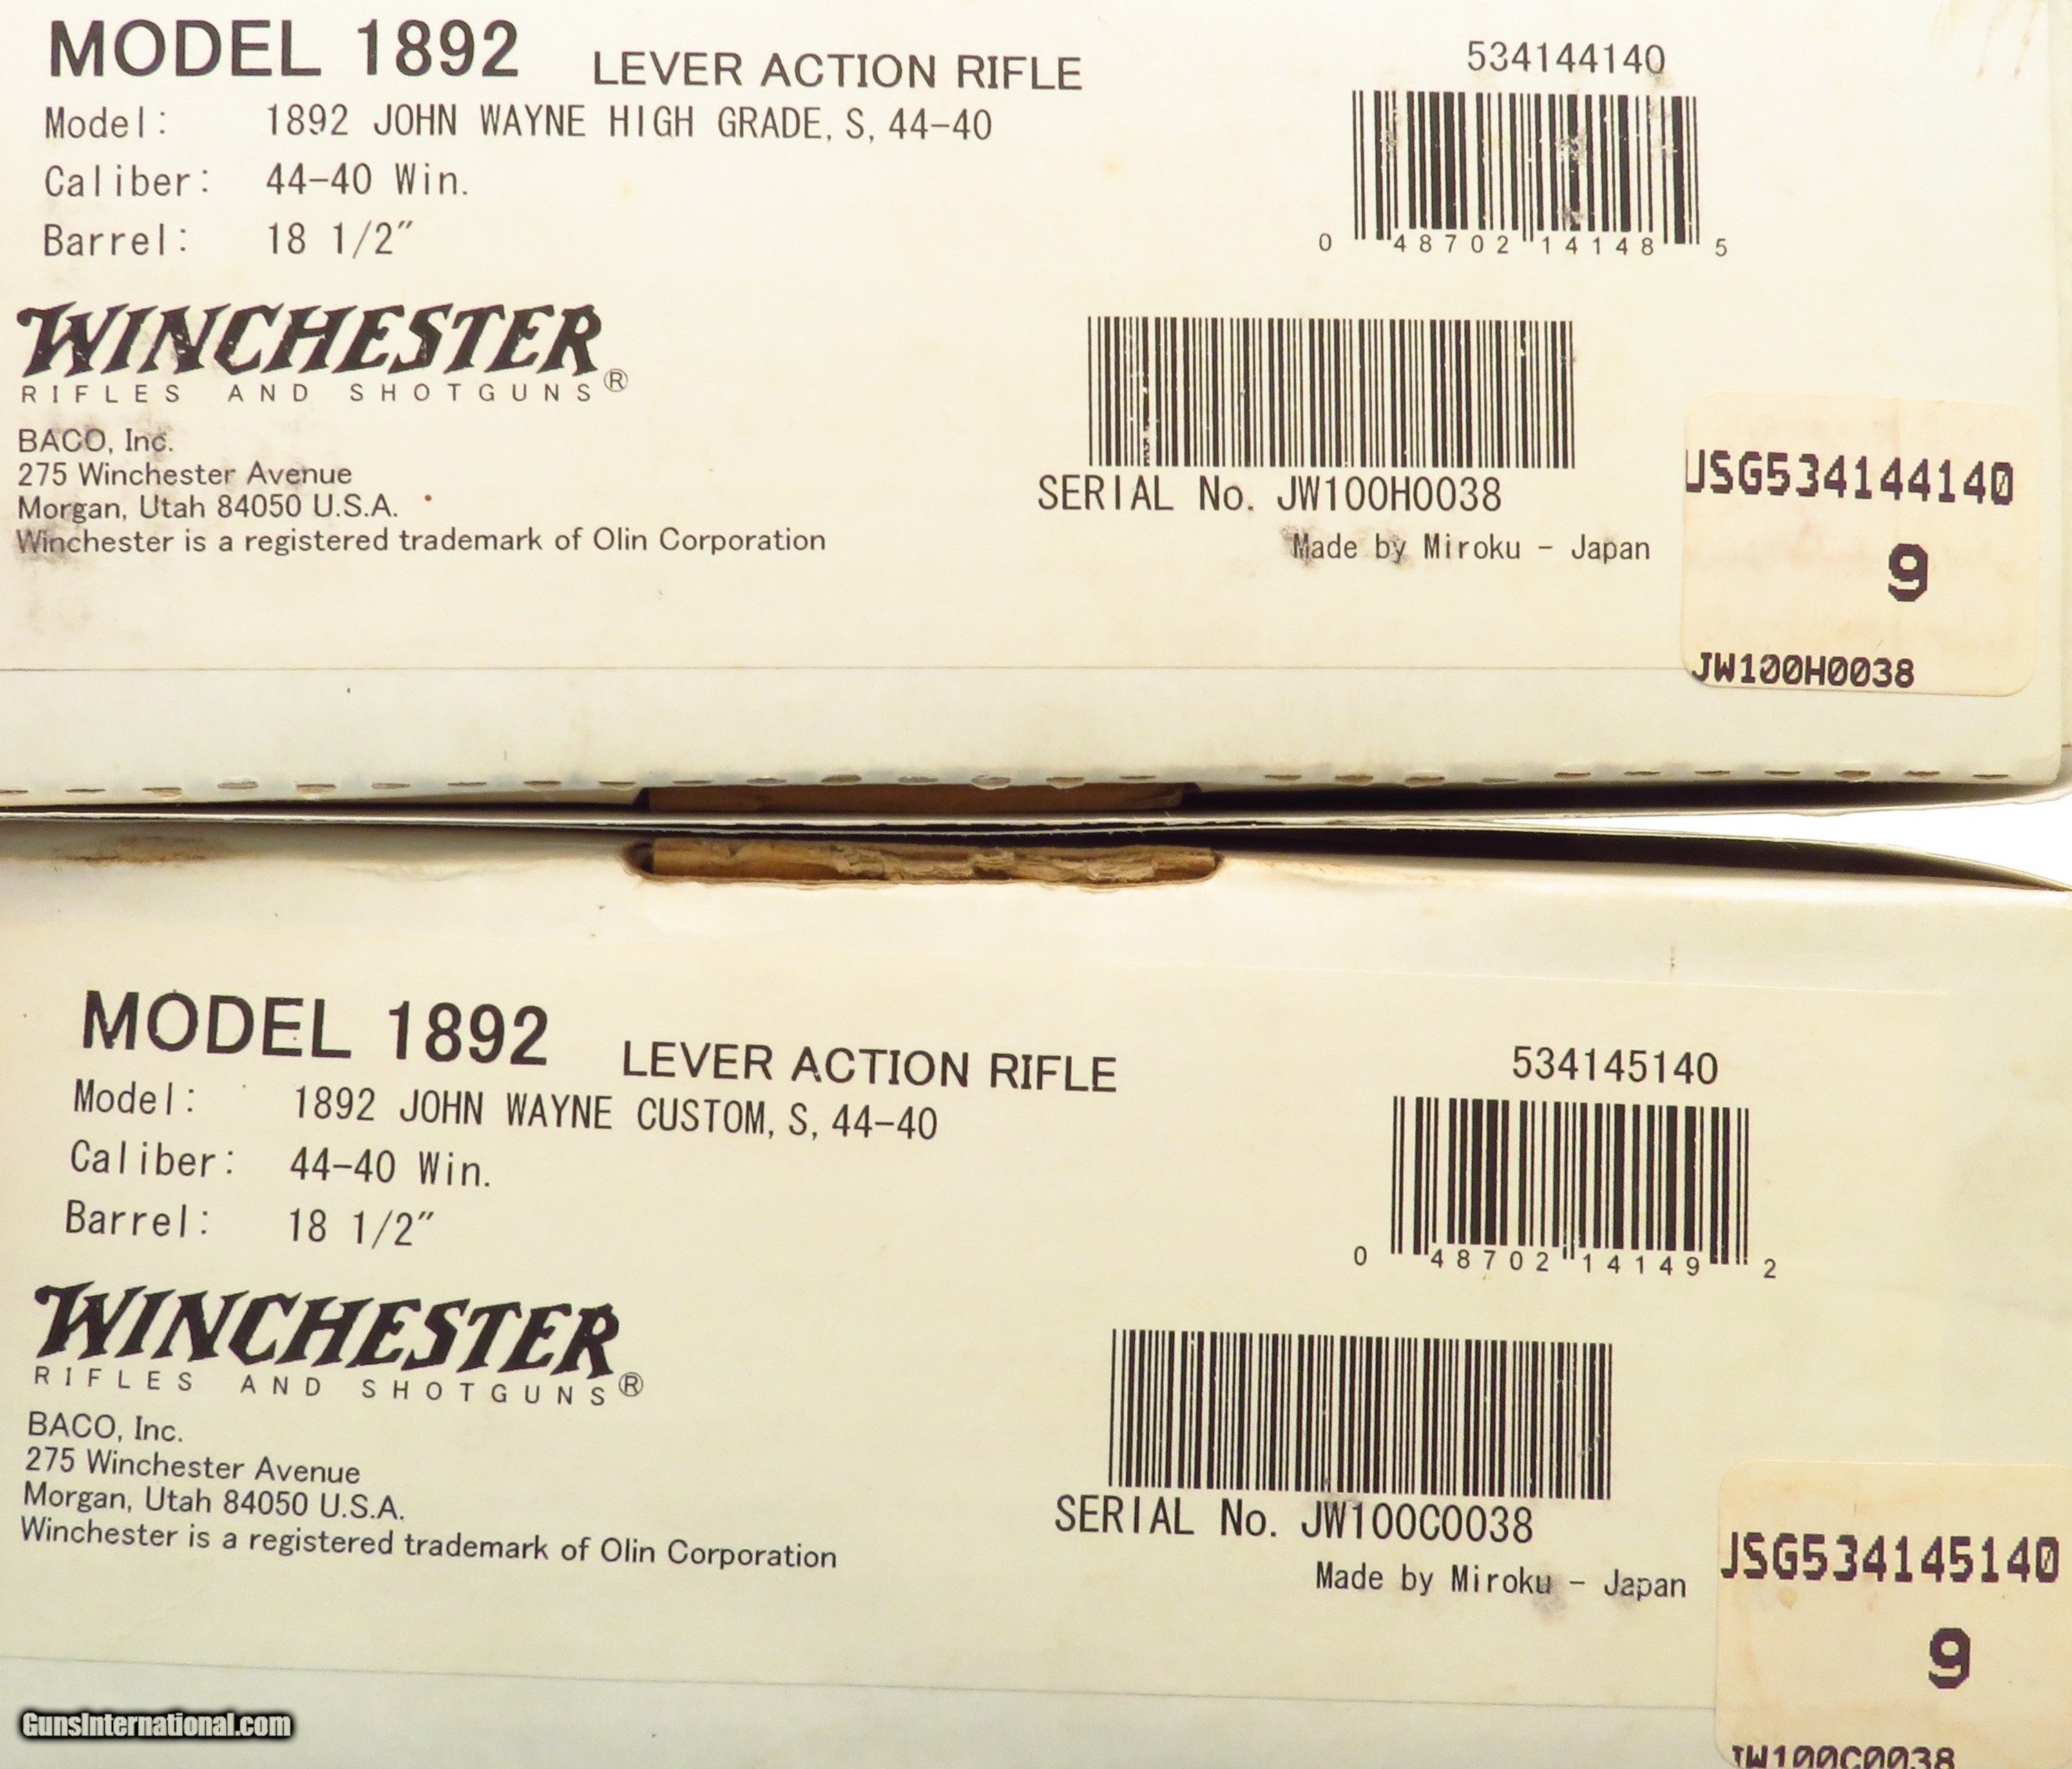 MODEL 1892 LEVER ACTION RIFLE
Model: 1892 JOHN WAYNE HIGH GRADE, S, 44-40
Caliber: 44-40 Win.
Barrel: 18 1/2"
534144140
0 48702 14148 5
WINCHESTER
RIFLES AND SHOTGUNS®
BACO, Inc.
275 Winchester Avenue
Morgan, Utah 84050 U.S.A.
Winchester is a registered trademark of Olin Corporation
SERIAL No. JW100H0038
Made by Miroku - Japan
JSG534144140
9
JW100H0038
MODEL 1892 LEVER ACTION RIFLE
Model: 1892 JOHN WAYNE CUSTOM, S, 44-40
Caliber: 44-40 Win.
Barrel: 18 1/2"
534145140
0 48702 14149 2
WINCHESTER
RIFLES AND SHOTGUNS®
BACO, Inc.
275 Winchester Avenue
Morgan, Utah 84050 U.S.A.
Winchester is a registered trademark of Olin Corporation
SERIAL No. JW100C0038
Made by Miroku - Japan
JSG534145140
9
JW100C0038
GunsInternational.com